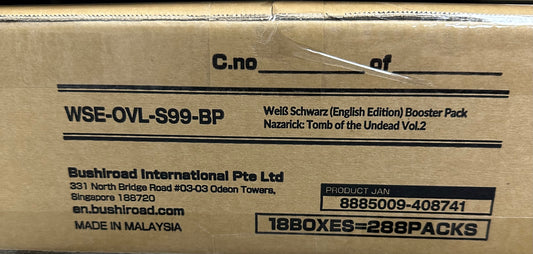 C.no ________ of ________
WSE-OVL-S99-BP
Weiß Schwarz (English Edition) Booster Pack
Nazarick: Tomb of the Undead Vol.2
Bushiroad International Pte Ltd
331 North Bridge Road #03-03 Odeon Towers,
Singapore 188720
en.bushiroad.com
MADE IN MALAYSIA
PRODUCT JAN
8885009-408741
18BOXES=288PACKS